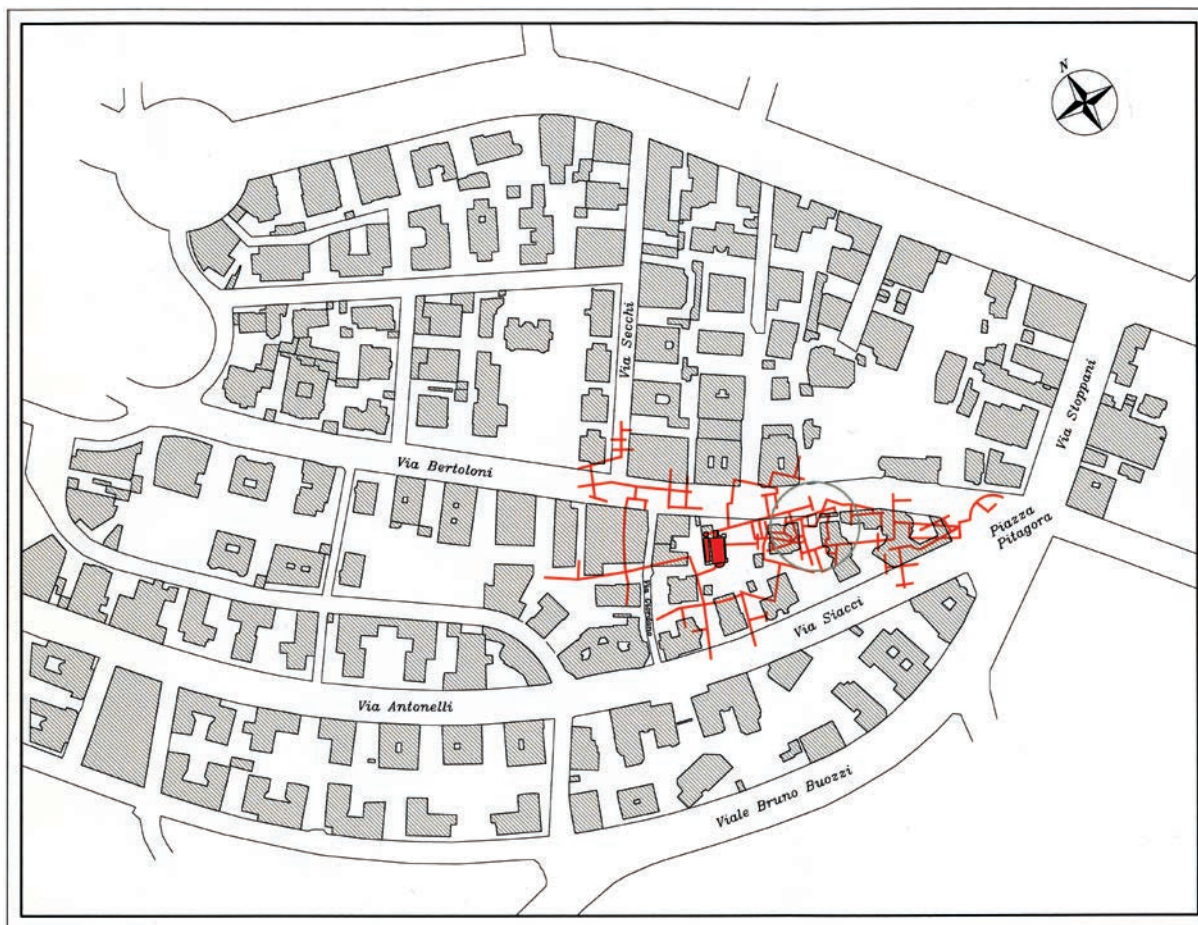 N
Via Secchi
Via Stoppani
Via Bertoloni
Piazza
Pitagora
Via Siacci
Via Antonelli
Viale Bruno Buozzi